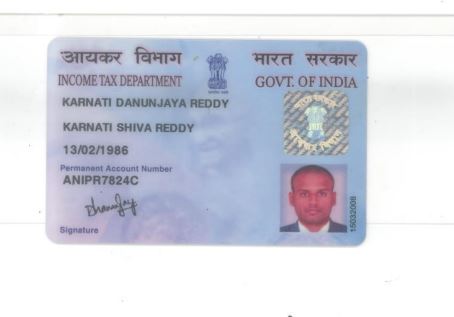 आयकर विभाग
INCOME TAX DEPARTMENT
भारत सरकार
GOVT. OF INDIA
KARNATI DANUNJAYA REDDY
KARNATI SHIVA REDDY
13/02/1986
Permanent Account Number
ANIPR7824C
Signature
15032008